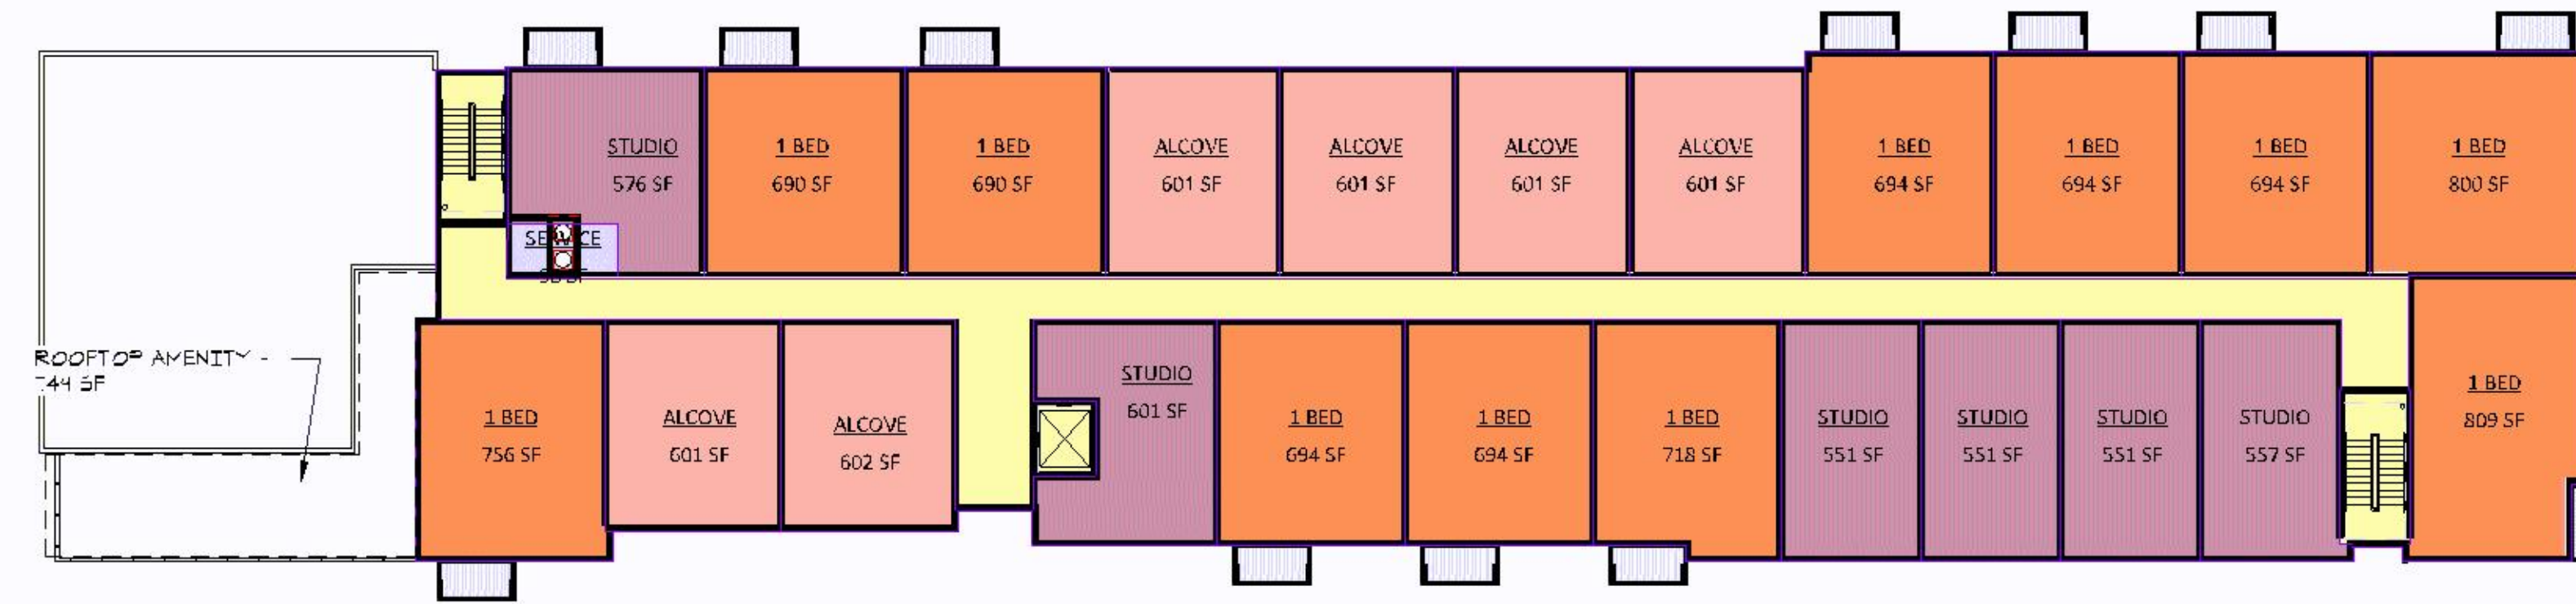 STUDIO
576 SF
1 BED
690 SF
1 BED
690 SF
ALCOVE
601 SF
ALCOVE
601 SF
ALCOVE
601 SF
ALCOVE
601 SF
1 BED
694 SF
1 BED
694 SF
1 BED
694 SF
1 BED
800 SF
SERVICE
ROOFTOP AMENITY -
SF
1 BED
756 SF
ALCOVE
601 SF
ALCOVE
602 SF
STUDIO
601 SF
1 BED
694 SF
1 BED
694 SF
1 BED
718 SF
STUDIO
551 SF
STUDIO
551 SF
STUDIO
551 SF
STUDIO
557 SF
1 BED
809 SF